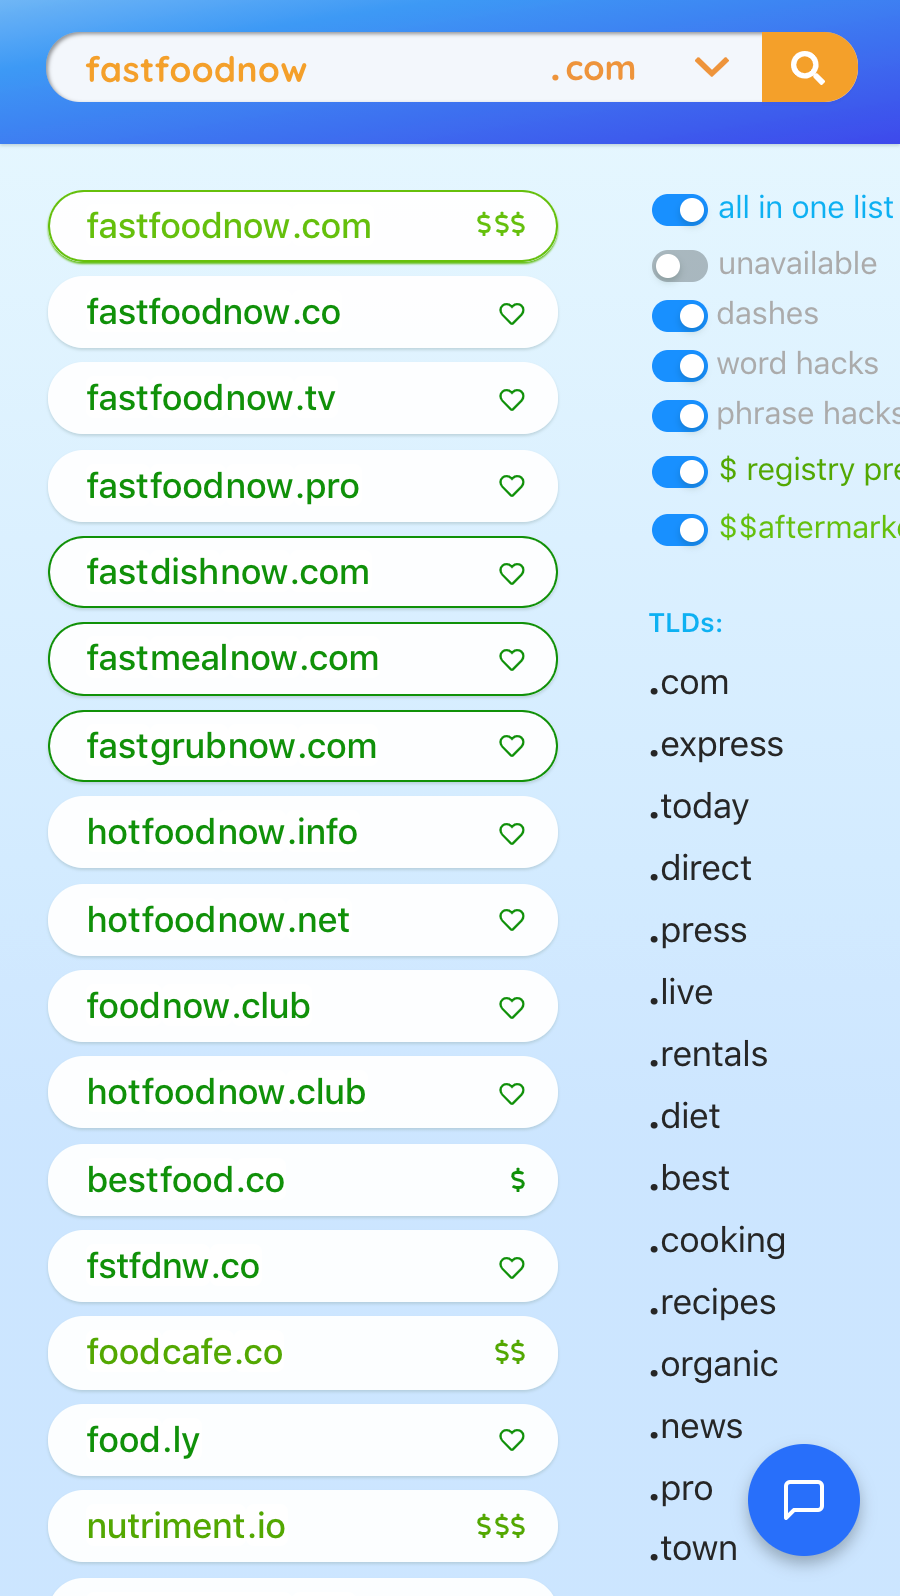 fastfoodnow .com
fastfoodnow.com $$$
fastfoodnow.co
fastfoodnow.tv
fastfoodnow.pro
fastdishnow.com
fastmealnow.com
fastgrubnow.com
hotfoodnow.info
hotfoodnow.net
foodnow.club
hotfoodnow.club
bestfood.co $
fstfdnw.co
foodcafe.co $$
food.ly
nutriment.io $$$
all in one list
unavailable
dashes
word hacks
phrase hacks
$ registry pre
$$aftermarke
TLDs:
.com
.express
.today
.direct
.press
.live
.rentals
.diet
.best
.cooking
.recipes
.organic
.news
.pro
.town